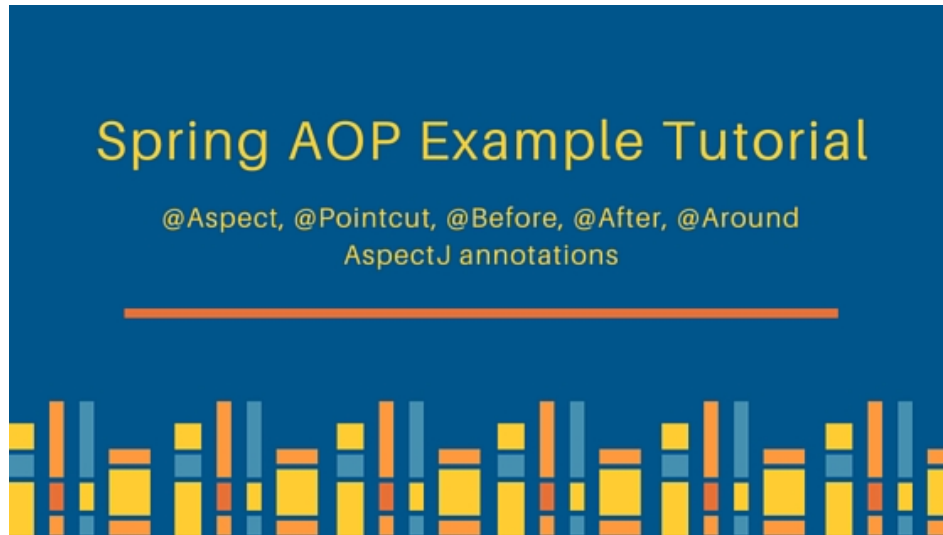 Spring AOP Example Tutorial
@Aspect, @Pointcut, @Before, @After, @Around
AspectJ annotations